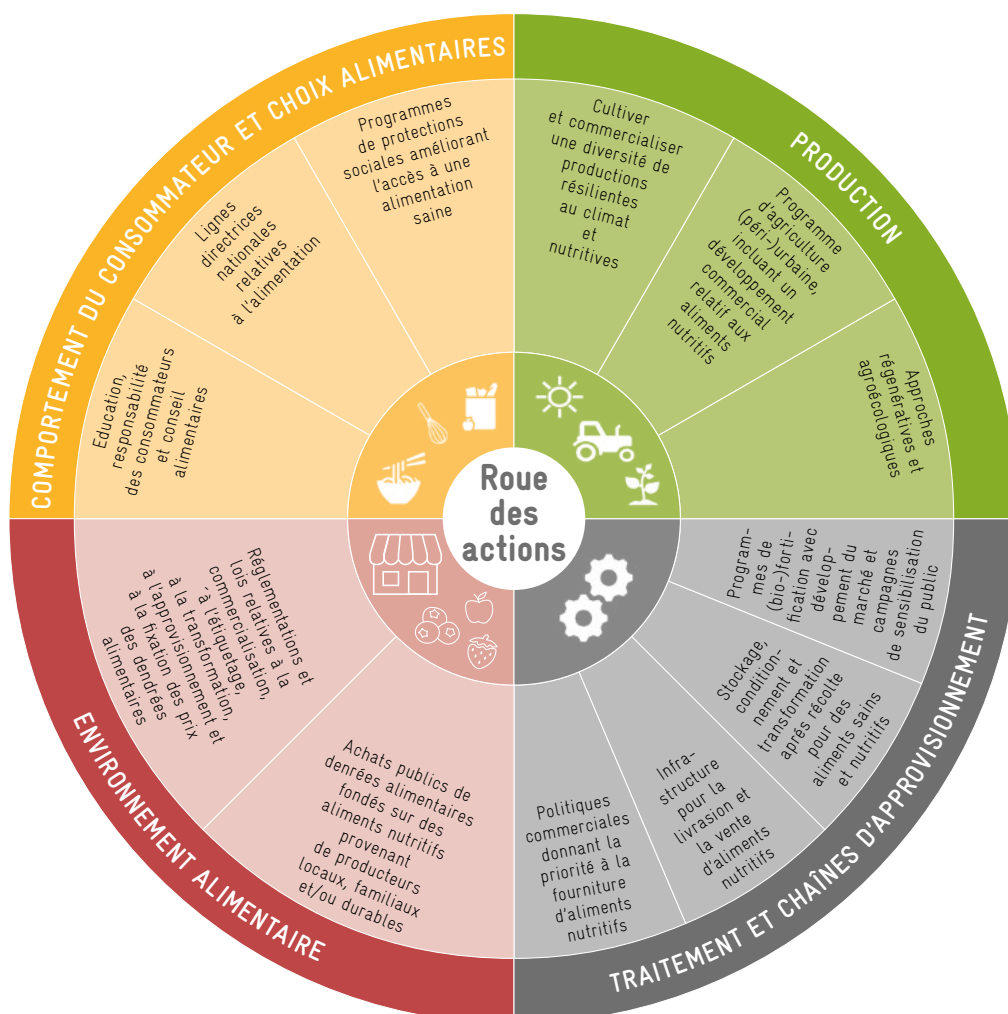 COMPORTEMENT DU CONSOMMATEUR ET CHOIX ALIMENTAIRES
Programmes
de protections
sociales améliorant
l'accès à une
alimentation
saine
Lignes
directrices
nationales
relatives
à l'alimentation
Education,
responsabilité
des consommateurs
et conseil
alimentaires
PRODUCTION
Cultiver
et commercialiser
une diversité de
productions
résilientes
au climat
et
nutritives
Programme
d'agriculture
(péri-)urbaine,
incluant un
développement
commercial
relatif aux
aliments
nutritifs
Approches
régénératives et
agroécologiques
Roue
des
actions
TRAITEMENT ET CHAÎNES D'APPROVISIONNEMENT
Program-
mes de
(bio-)forti-
fication avec
dévelop-
pement du
marché et
campagnes
de sensibilisation
du public
Stockage,
condition-
nement et
transformation
aprés récolte
pour des
aliments sains
et nutritifs
Infra-
structure
pour la
livrasion et
la vente
d'aliments
nutritifs
Politiques
commerciales
donnant la
priorité à la
fourniture
d'aliments
nutritifs
ENVIRONNEMENT ALIMENTAIRE
Achats publics de
denrées alimentaires
fondés sur des
aliments nutritifs
provenant
de producteurs
locaux, familiaux
et/ou durables
Réglementations et
lois relatives à la
commercialisation,
à l'étiquetage,
à la transformation,
à l'approvisionnement et
à la fixation des prix
des dendrées
alimentaires